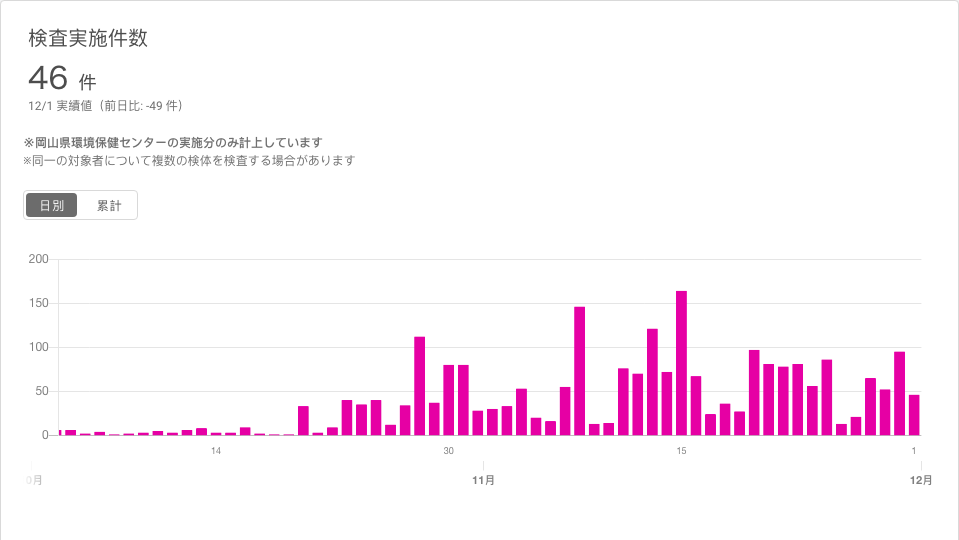 検査実施件数
46 件
12/1 実績値（前日比: -49 件）
※岡山県環境保健センターの実施分のみ計上しています
※同一の対象者について複数の検体を検査する場合があります
日別 累計
200
150
100
50
0
14 30 15 1
0月 11月 12月